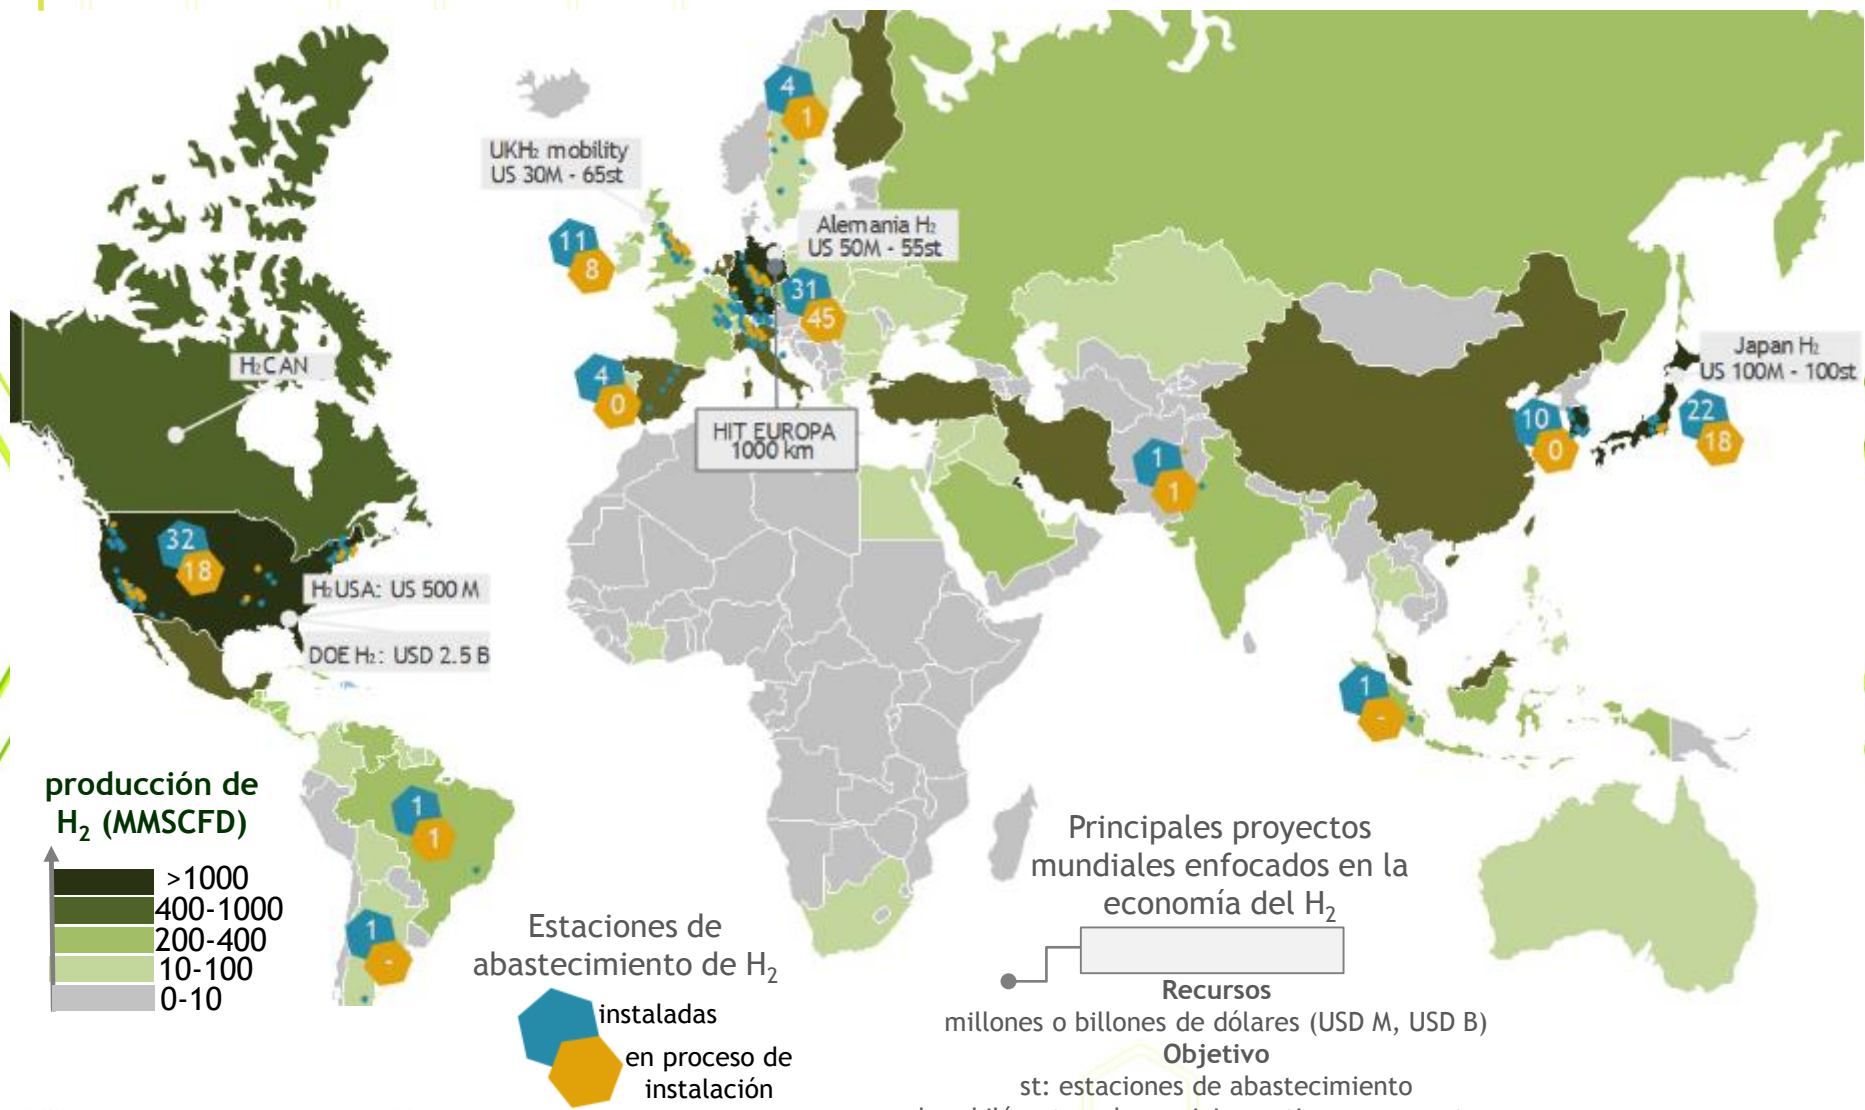 4
1
UKH₂ mobility
US 30M - 65st
11
8
Alemania H₂
US 50M - 55st
31
45
H₂CAN
4
0
HIT EUROPA
1000 km
Japan H₂
US 100M - 100st
10
0
22
18
1
1
32
18
H₂USA: US 500 M
DOE H₂: USD 2.5 B
1
-
1
1
1
-
producción de
H₂ (MMSCFD)
>1000
400-1000
200-400
10-100
0-10
Estaciones de
abastecimiento de H₂
instaladas
en proceso de
instalación
Principales proyectos
mundiales enfocados en la
economía del H₂
Recursos
millones o billones de dólares (USD M, USD B)
Objetivo
st: estaciones de abastecimiento